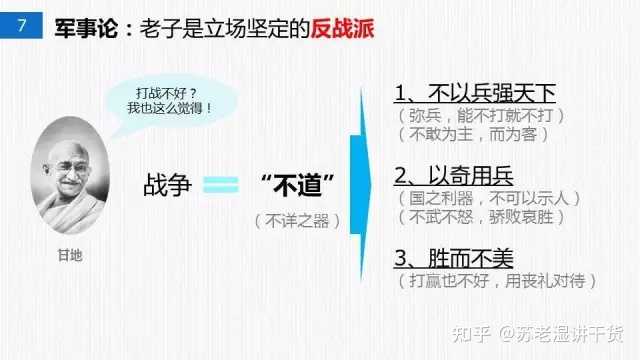 7
军事论：老子是立场坚定的反战派
打战不好？
我也这么觉得！
甘地
战争 = “不道”
（不详之器）
1、不以兵强天下
（弥兵，能不打就不打）
（不敢为主，而为客）
2、以奇用兵
（国之利器，不可以示人）
（不武不怒，骄败哀胜）
3、胜而不美
（打赢也不好，用丧礼对待）
知乎 @苏老湿讲干货